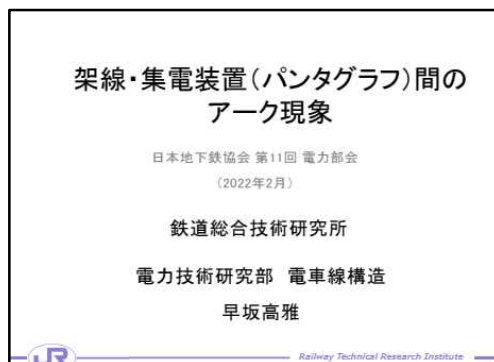 架線・集電装置(パンタグラフ)間の
アーク現象
日本地下鉄協会 第11回 電力部会
(2022年2月)
鉄道総合技術研究所
電力技術研究部 電車線構造
早坂高雅
JR
Railway Technical Research Institute